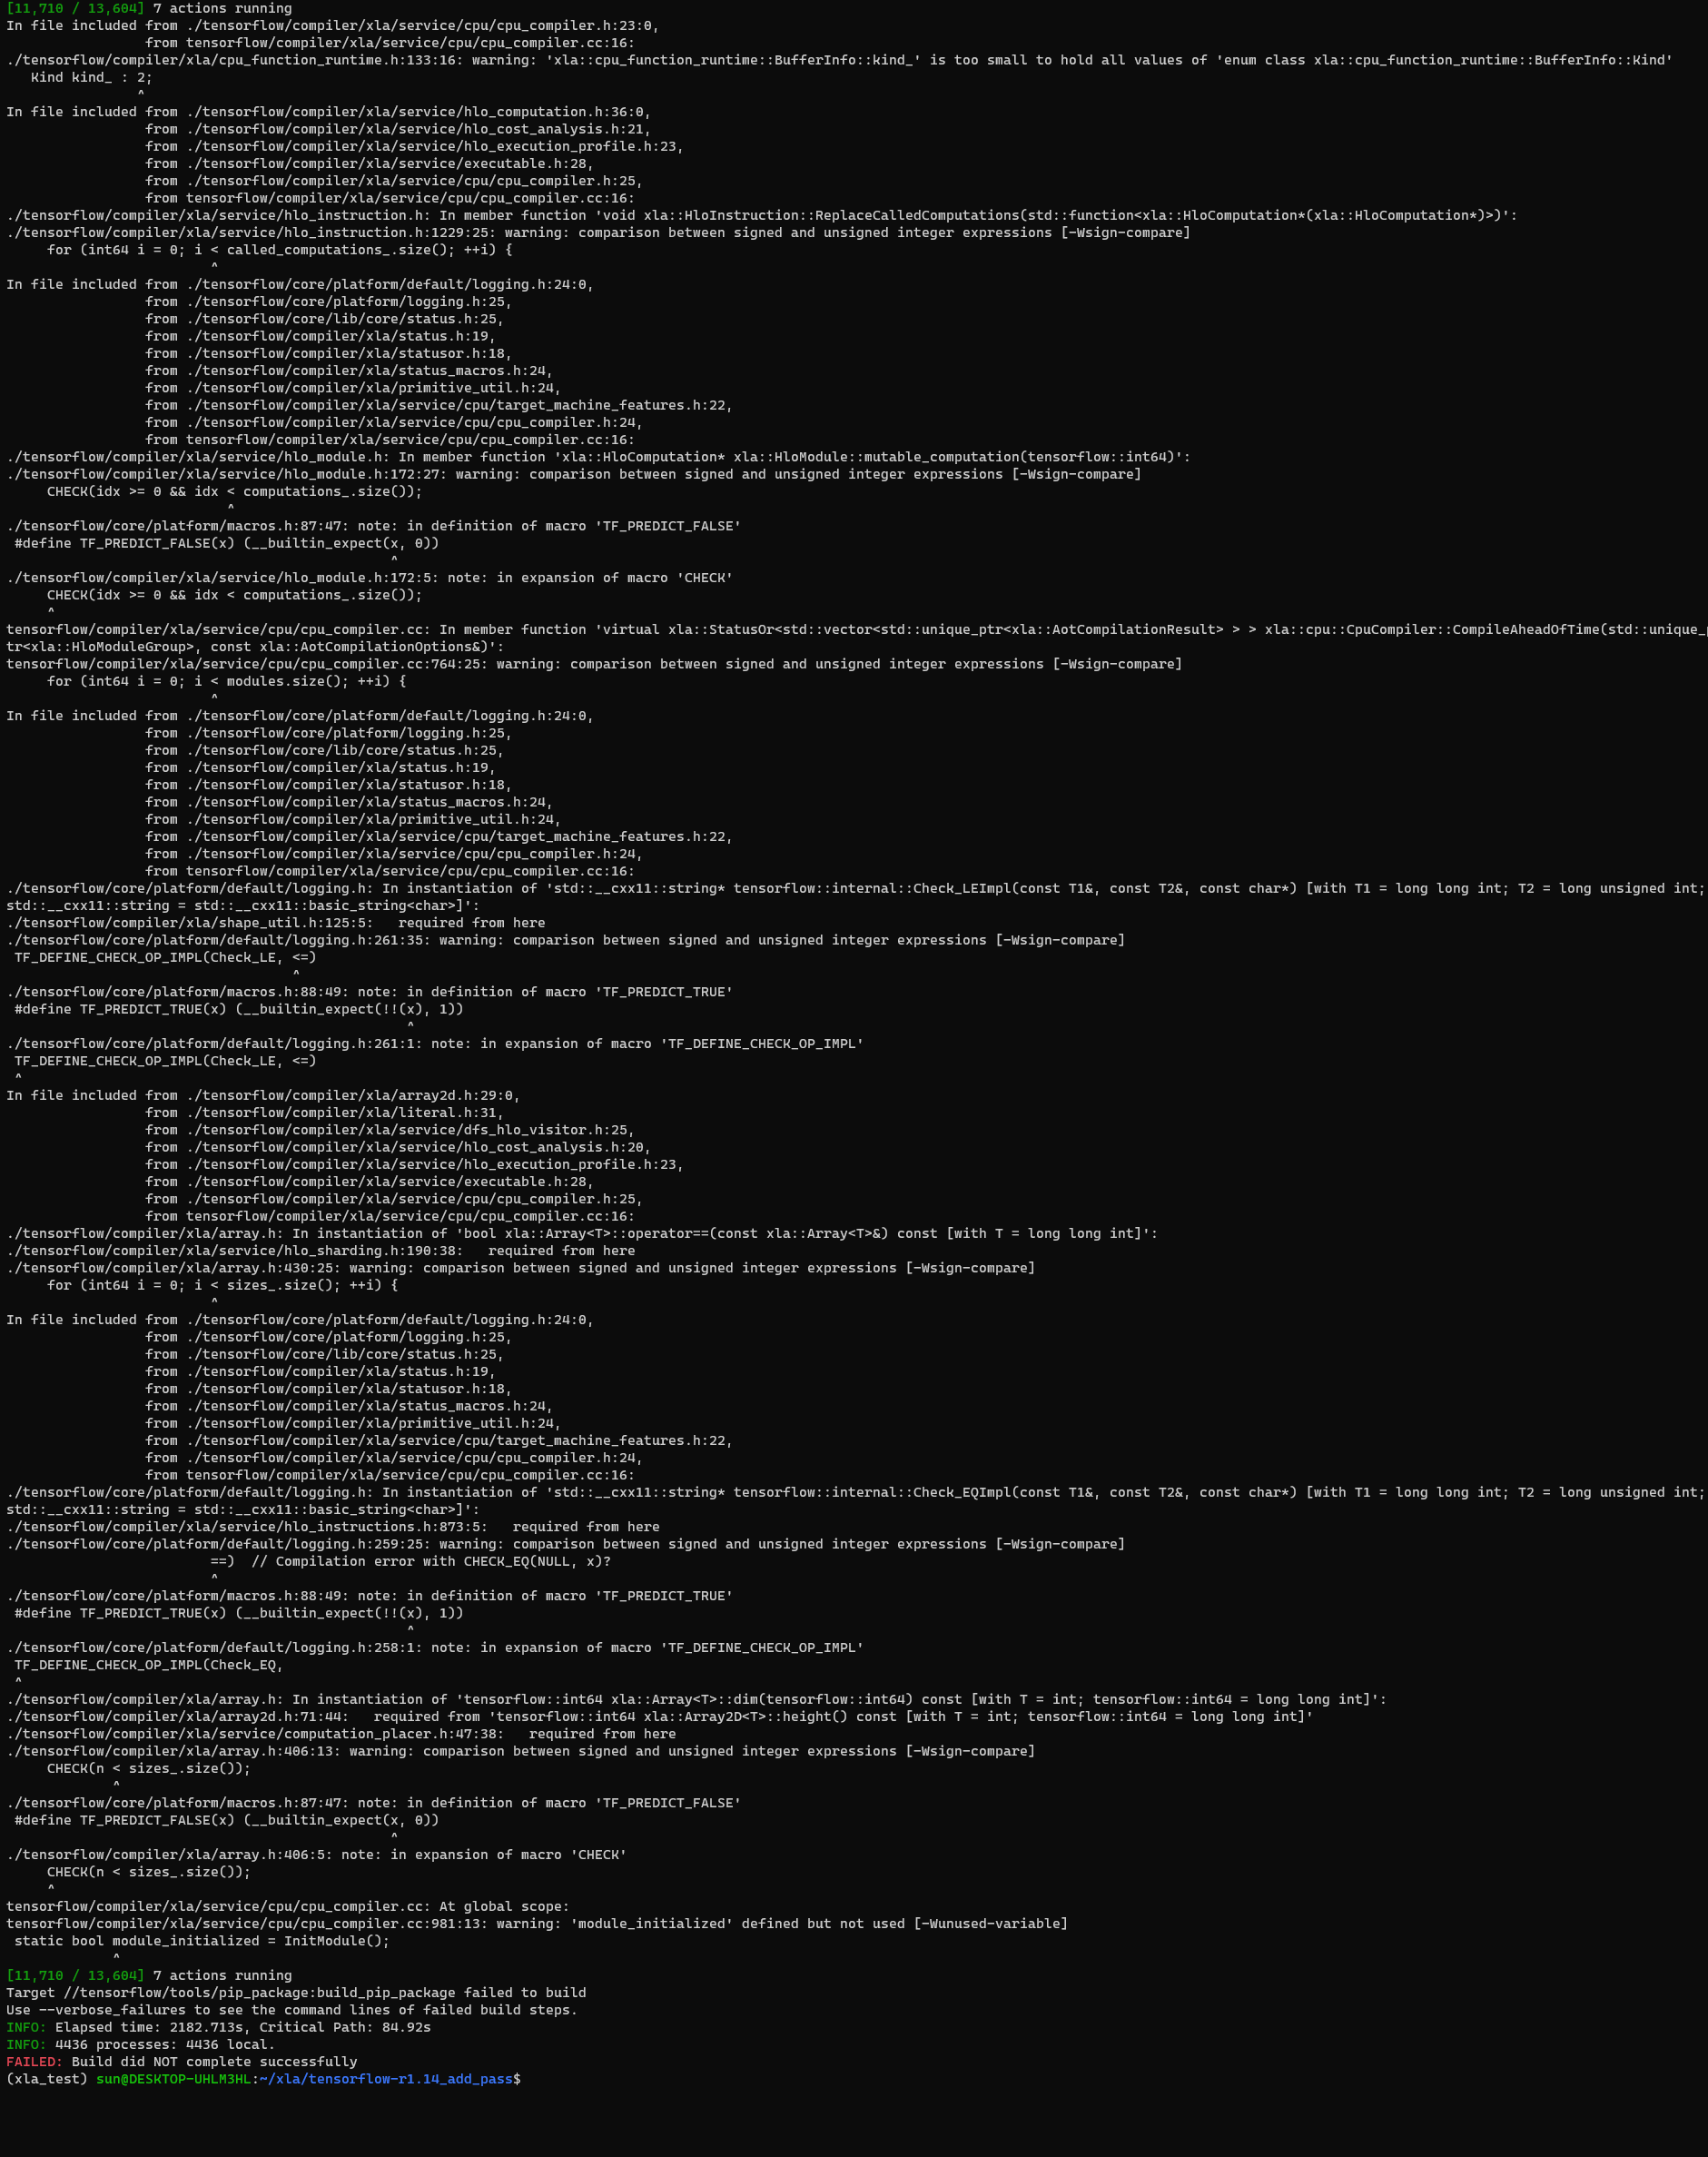 [11,710 / 13,604] 7 actions running
In file included from ./tensorflow/compiler/xla/service/cpu/cpu_compiler.h:23:0,
                 from tensorflow/compiler/xla/service/cpu/cpu_compiler.cc:16:
./tensorflow/compiler/xla/cpu_function_runtime.h:133:16: warning: 'xla::cpu_function_runtime::BufferInfo::kind_' is too small to hold all values of 'enum class xla::cpu_function_runtime::BufferInfo::Kind'
   Kind kind_ : 2;
                ^
In file included from ./tensorflow/compiler/xla/service/hlo_computation.h:36:0,
                 from ./tensorflow/compiler/xla/service/hlo_cost_analysis.h:21,
                 from ./tensorflow/compiler/xla/service/hlo_execution_profile.h:23,
                 from ./tensorflow/compiler/xla/service/executable.h:28,
                 from ./tensorflow/compiler/xla/service/cpu/cpu_compiler.h:25,
                 from tensorflow/compiler/xla/service/cpu/cpu_compiler.cc:16:
./tensorflow/compiler/xla/service/hlo_instruction.h: In member function 'void xla::HloInstruction::ReplaceCalledComputations(std::function<xla::HloComputation*(xla::HloComputation*)>)':
./tensorflow/compiler/xla/service/hlo_instruction.h:1229:25: warning: comparison between signed and unsigned integer expressions [-Wsign-compare]
     for (int64 i = 0; i < called_computations_.size(); ++i) {
                         ^
In file included from ./tensorflow/core/platform/default/logging.h:24:0,
                 from ./tensorflow/core/platform/logging.h:25,
                 from ./tensorflow/core/lib/core/status.h:25,
                 from ./tensorflow/compiler/xla/status.h:19,
                 from ./tensorflow/compiler/xla/statusor.h:18,
                 from ./tensorflow/compiler/xla/status_macros.h:24,
                 from ./tensorflow/compiler/xla/primitive_util.h:24,
                 from ./tensorflow/compiler/xla/service/cpu/target_machine_features.h:22,
                 from ./tensorflow/compiler/xla/service/cpu/cpu_compiler.h:24,
                 from tensorflow/compiler/xla/service/cpu/cpu_compiler.cc:16:
./tensorflow/compiler/xla/service/hlo_module.h: In member function 'xla::HloComputation* xla::HloModule::mutable_computation(tensorflow::int64)':
./tensorflow/compiler/xla/service/hlo_module.h:172:27: warning: comparison between signed and unsigned integer expressions [-Wsign-compare]
     CHECK(idx >= 0 && idx < computations_.size());
                           ^
./tensorflow/core/platform/macros.h:87:47: note: in definition of macro 'TF_PREDICT_FALSE'
 #define TF_PREDICT_FALSE(x) (__builtin_expect(x, 0))
                                               ^
./tensorflow/compiler/xla/service/hlo_module.h:172:5: note: in expansion of macro 'CHECK'
     CHECK(idx >= 0 && idx < computations_.size());
     ^
tensorflow/compiler/xla/service/cpu/cpu_compiler.cc: In member function 'virtual xla::StatusOr<std::vector<std::unique_ptr<xla::AotCompilationResult> > > xla::cpu::CpuCompiler::CompileAheadOfTime(std::unique_p
tr<xla::HloModuleGroup>, const xla::AotCompilationOptions&)':
tensorflow/compiler/xla/service/cpu/cpu_compiler.cc:764:25: warning: comparison between signed and unsigned integer expressions [-Wsign-compare]
     for (int64 i = 0; i < modules.size(); ++i) {
                         ^
In file included from ./tensorflow/core/platform/default/logging.h:24:0,
                 from ./tensorflow/core/platform/logging.h:25,
                 from ./tensorflow/core/lib/core/status.h:25,
                 from ./tensorflow/compiler/xla/status.h:19,
                 from ./tensorflow/compiler/xla/statusor.h:18,
                 from ./tensorflow/compiler/xla/status_macros.h:24,
                 from ./tensorflow/compiler/xla/primitive_util.h:24,
                 from ./tensorflow/compiler/xla/service/cpu/target_machine_features.h:22,
                 from ./tensorflow/compiler/xla/service/cpu/cpu_compiler.h:24,
                 from tensorflow/compiler/xla/service/cpu/cpu_compiler.cc:16:
./tensorflow/core/platform/default/logging.h: In instantiation of 'std::__cxx11::string* tensorflow::internal::Check_LEImpl(const T1&, const T2&, const char*) [with T1 = long long int; T2 = long unsigned int;
std::__cxx11::string = std::__cxx11::basic_string<char>]':
./tensorflow/compiler/xla/shape_util.h:125:5:   required from here
./tensorflow/core/platform/default/logging.h:261:35: warning: comparison between signed and unsigned integer expressions [-Wsign-compare]
 TF_DEFINE_CHECK_OP_IMPL(Check_LE, <=)
                                   ^
./tensorflow/core/platform/macros.h:88:49: note: in definition of macro 'TF_PREDICT_TRUE'
 #define TF_PREDICT_TRUE(x) (__builtin_expect(!!(x), 1))
                                                 ^
./tensorflow/core/platform/default/logging.h:261:1: note: in expansion of macro 'TF_DEFINE_CHECK_OP_IMPL'
 TF_DEFINE_CHECK_OP_IMPL(Check_LE, <=)
 ^
In file included from ./tensorflow/compiler/xla/array2d.h:29:0,
                 from ./tensorflow/compiler/xla/literal.h:31,
                 from ./tensorflow/compiler/xla/service/dfs_hlo_visitor.h:25,
                 from ./tensorflow/compiler/xla/service/hlo_cost_analysis.h:20,
                 from ./tensorflow/compiler/xla/service/hlo_execution_profile.h:23,
                 from ./tensorflow/compiler/xla/service/executable.h:28,
                 from ./tensorflow/compiler/xla/service/cpu/cpu_compiler.h:25,
                 from tensorflow/compiler/xla/service/cpu/cpu_compiler.cc:16:
./tensorflow/compiler/xla/array.h: In instantiation of 'bool xla::Array<T>::operator==(const xla::Array<T>&) const [with T = long long int]':
./tensorflow/compiler/xla/service/hlo_sharding.h:190:38:   required from here
./tensorflow/compiler/xla/array.h:430:25: warning: comparison between signed and unsigned integer expressions [-Wsign-compare]
     for (int64 i = 0; i < sizes_.size(); ++i) {
                         ^
In file included from ./tensorflow/core/platform/default/logging.h:24:0,
                 from ./tensorflow/core/platform/logging.h:25,
                 from ./tensorflow/core/lib/core/status.h:25,
                 from ./tensorflow/compiler/xla/status.h:19,
                 from ./tensorflow/compiler/xla/statusor.h:18,
                 from ./tensorflow/compiler/xla/status_macros.h:24,
                 from ./tensorflow/compiler/xla/primitive_util.h:24,
                 from ./tensorflow/compiler/xla/service/cpu/target_machine_features.h:22,
                 from ./tensorflow/compiler/xla/service/cpu/cpu_compiler.h:24,
                 from tensorflow/compiler/xla/service/cpu/cpu_compiler.cc:16:
./tensorflow/core/platform/default/logging.h: In instantiation of 'std::__cxx11::string* tensorflow::internal::Check_EQImpl(const T1&, const T2&, const char*) [with T1 = long long int; T2 = long unsigned int;
std::__cxx11::string = std::__cxx11::basic_string<char>]':
./tensorflow/compiler/xla/service/hlo_instructions.h:873:5:   required from here
./tensorflow/core/platform/default/logging.h:259:25: warning: comparison between signed and unsigned integer expressions [-Wsign-compare]
                         ==)  // Compilation error with CHECK_EQ(NULL, x)?
                         ^
./tensorflow/core/platform/macros.h:88:49: note: in definition of macro 'TF_PREDICT_TRUE'
 #define TF_PREDICT_TRUE(x) (__builtin_expect(!!(x), 1))
                                                 ^
./tensorflow/core/platform/default/logging.h:258:1: note: in expansion of macro 'TF_DEFINE_CHECK_OP_IMPL'
 TF_DEFINE_CHECK_OP_IMPL(Check_EQ,
 ^
./tensorflow/compiler/xla/array.h: In instantiation of 'tensorflow::int64 xla::Array<T>::dim(tensorflow::int64) const [with T = int; tensorflow::int64 = long long int]':
./tensorflow/compiler/xla/array2d.h:71:44:   required from 'tensorflow::int64 xla::Array2D<T>::height() const [with T = int; tensorflow::int64 = long long int]'
./tensorflow/compiler/xla/service/computation_placer.h:47:38:   required from here
./tensorflow/compiler/xla/array.h:406:13: warning: comparison between signed and unsigned integer expressions [-Wsign-compare]
     CHECK(n < sizes_.size());
             ^
./tensorflow/core/platform/macros.h:87:47: note: in definition of macro 'TF_PREDICT_FALSE'
 #define TF_PREDICT_FALSE(x) (__builtin_expect(x, 0))
                                               ^
./tensorflow/compiler/xla/array.h:406:5: note: in expansion of macro 'CHECK'
     CHECK(n < sizes_.size());
     ^
tensorflow/compiler/xla/service/cpu/cpu_compiler.cc: At global scope:
tensorflow/compiler/xla/service/cpu/cpu_compiler.cc:981:13: warning: 'module_initialized' defined but not used [-Wunused-variable]
 static bool module_initialized = InitModule();
             ^
[11,710 / 13,604] 7 actions running
Target //tensorflow/tools/pip_package:build_pip_package failed to build
Use --verbose_failures to see the command lines of failed build steps.
INFO: Elapsed time: 2182.713s, Critical Path: 84.92s
INFO: 4436 processes: 4436 local.
FAILED: Build did NOT complete successfully
(xla_test) sun@DESKTOP-UHLM3HL:~/xla/tensorflow-r1.14_add_pass$